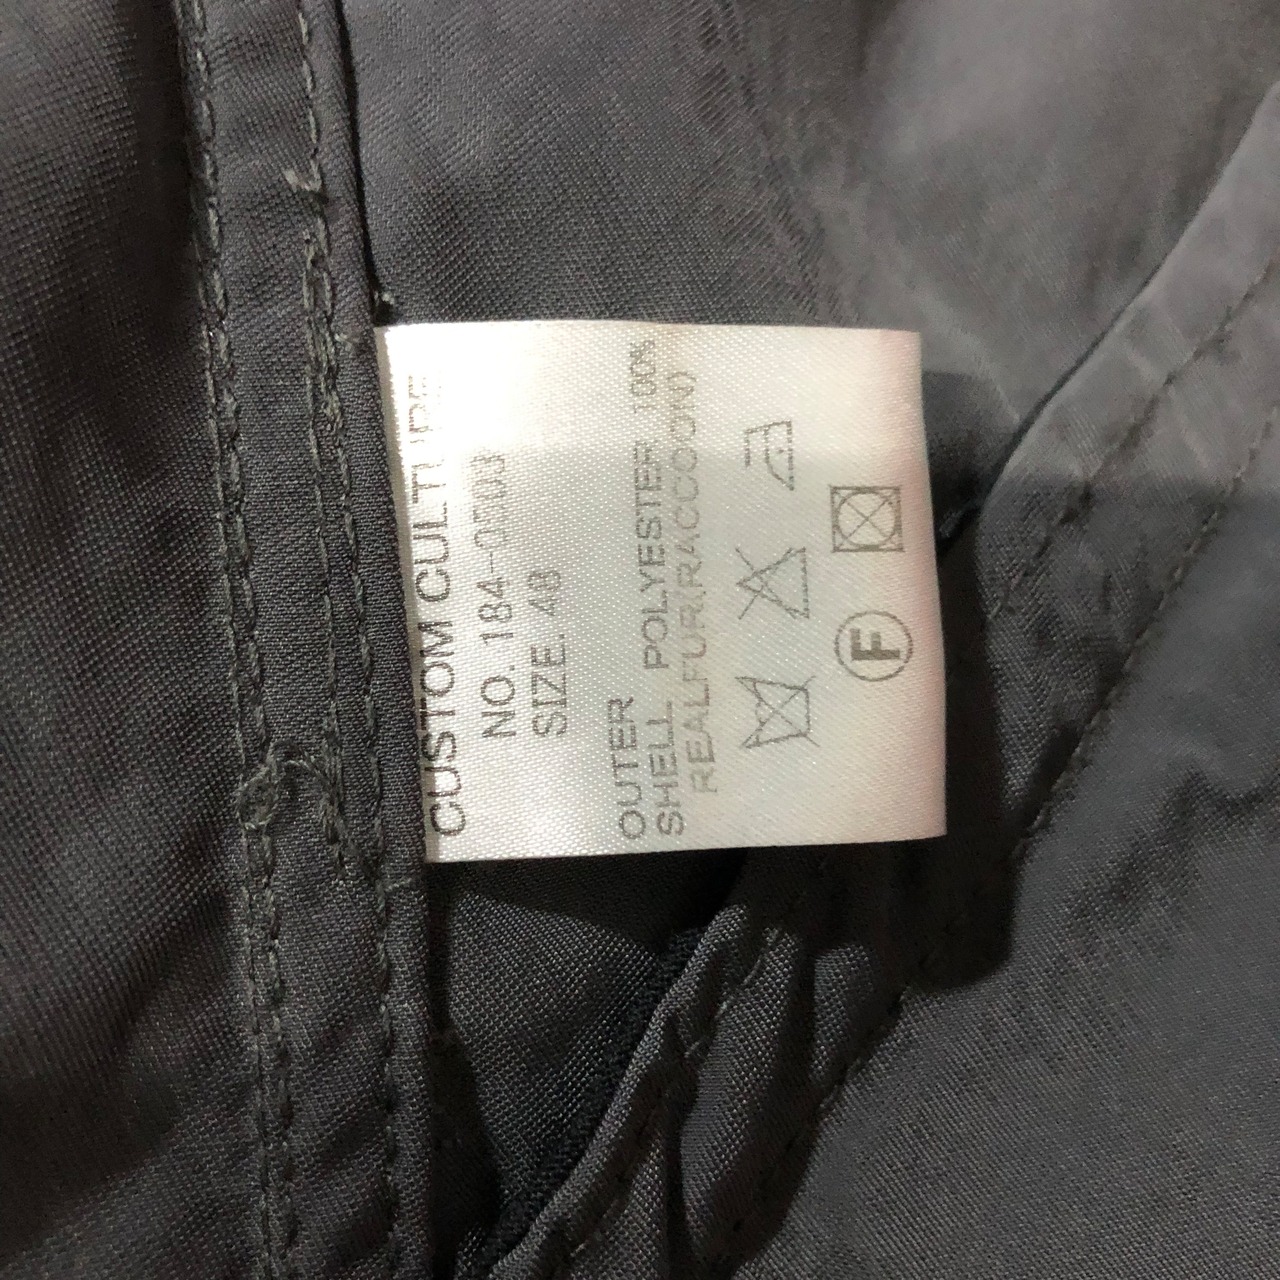 CUSTOM CULTURE
NO. 184-0503
SIZE. 48
OUTER
SHELL POLYESTER 100%
REALFUR(RACCOON)
F